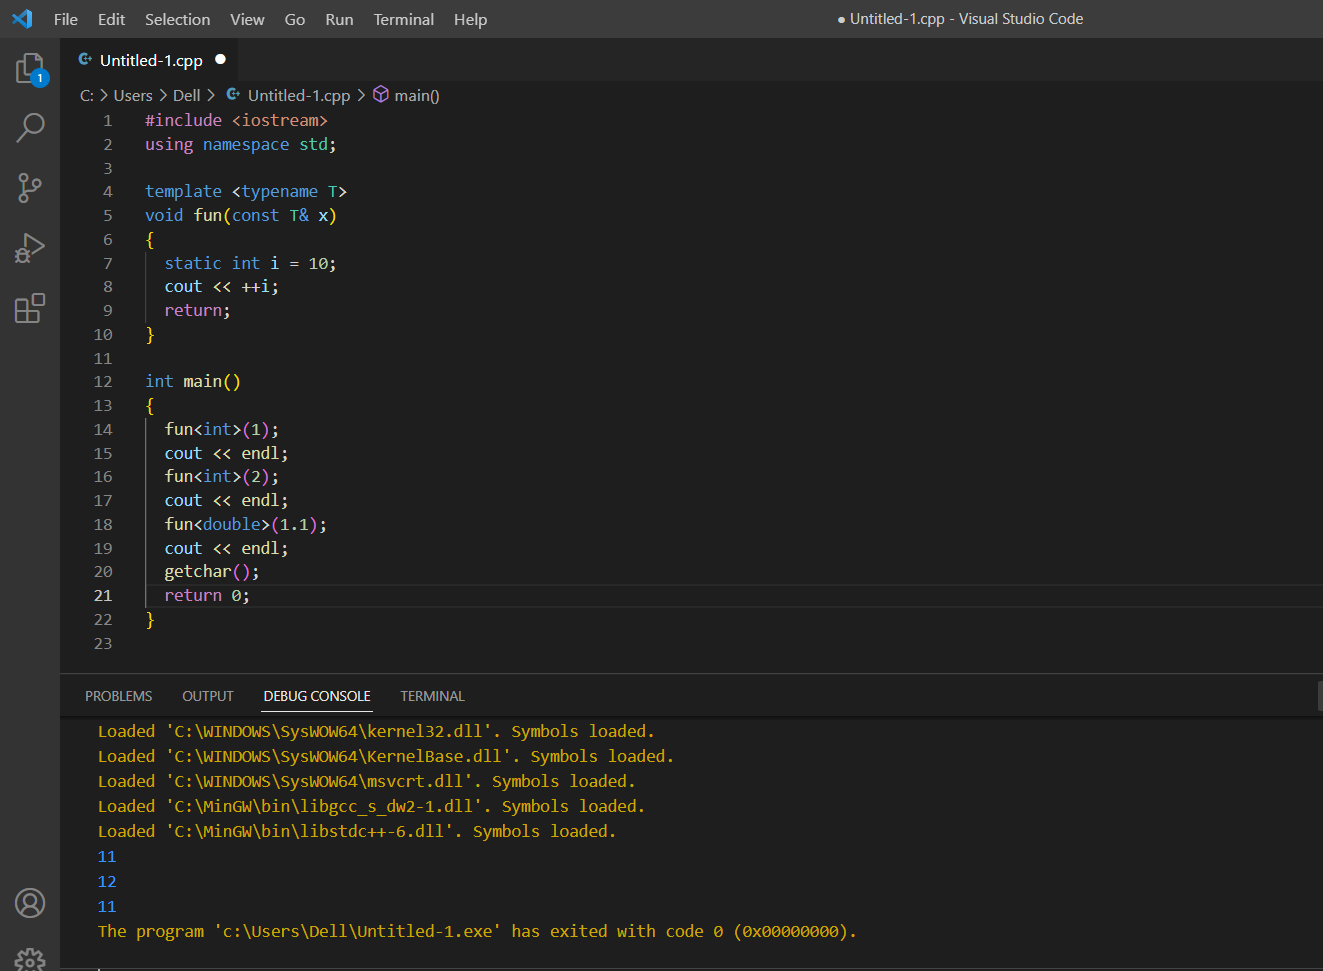 File Edit Selection View Go Run Terminal Help ● Untitled-1.cpp - Visual Studio Code
Untitled-1.cpp ●
1
C: > Users > Dell > Untitled-1.cpp > main()
1 #include <iostream>
2 using namespace std;
3
4 template <typename T>
5 void fun(const T& x)
6 {
7   static int i = 10;
8   cout << ++i;
9   return;
10 }
11
12 int main()
13 {
14   fun<int>(1);
15   cout << endl;
16   fun<int>(2);
17   cout << endl;
18   fun<double>(1.1);
19   cout << endl;
20   getchar();
21   return 0;
22 }
23
PROBLEMS OUTPUT DEBUG CONSOLE TERMINAL
Loaded 'C:\WINDOWS\SysWOW64\kernel32.dll'. Symbols loaded.
Loaded 'C:\WINDOWS\SysWOW64\KernelBase.dll'. Symbols loaded.
Loaded 'C:\WINDOWS\SysWOW64\msvcrt.dll'. Symbols loaded.
Loaded 'C:\MinGW\bin\libgcc_s_dw2-1.dll'. Symbols loaded.
Loaded 'C:\MinGW\bin\libstdc++-6.dll'. Symbols loaded.
11
12
11
The program 'c:\Users\Dell\Untitled-1.exe' has exited with code 0 (0x00000000).